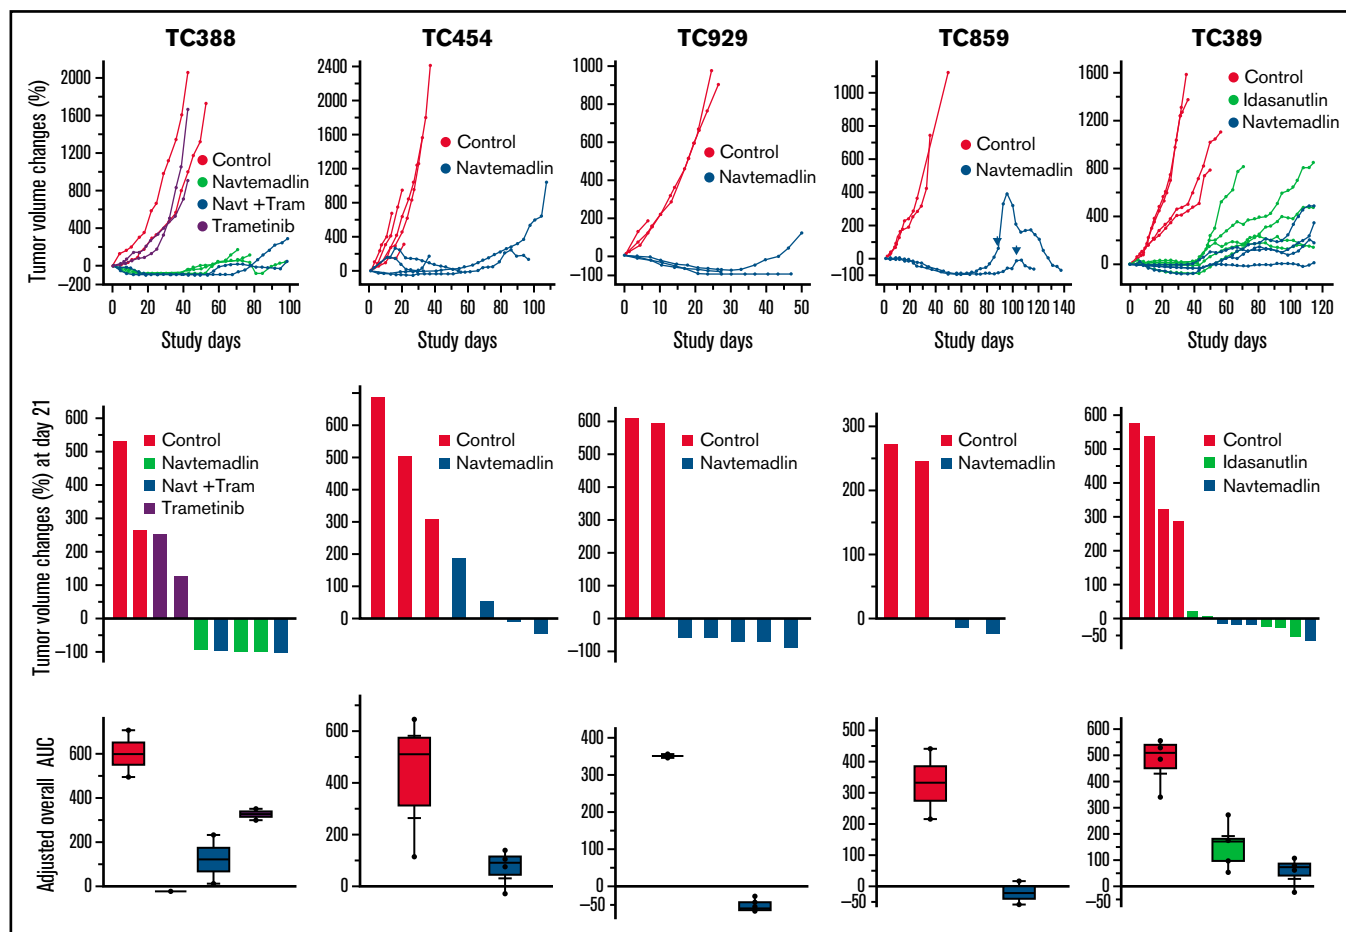 TC388 TC454 TC929 TC859 TC389
Tumor volume changes (%)
2000
1600
1200
800
400
0
–200
Control
Navtemadlin
Navt +Tram
Trametinib
0 20 40 60 80 100
Study days
2400
2000
1600
1200
800
400
0
Control
Navtemadlin
0 20 40 60 80 100
Study days
1000
800
600
400
200
0
–100
Control
Navtemadlin
0 10 20 30 40 50
Study days
1000
800
600
400
200
0
–100
Control
Navtemadlin
0 20 40 60 80 100 120 140
Study days
1600
1200
800
400
0
Control
Idasanutlin
Navtemadlin
0 20 40 60 80 100 120
Study days
Tumor volume changes (%) at day 21
600
500
400
300
200
100
0
–100
Control
Navtemadlin
Navt +Tram
Trametinib
600
500
400
300
200
100
0
Control
Navtemadlin
600
500
400
300
200
100
0
–100
Control
Navtemadlin
300
200
100
0
Control
Navtemadlin
600
500
400
300
200
100
0
–50
Control
Idasanutlin
Navtemadlin
Adjusted overall AUC
600
400
200
0
600
400
200
0
400
300
200
100
0
–50
500
400
300
200
100
0
–50
600
500
400
300
200
100
0
–50